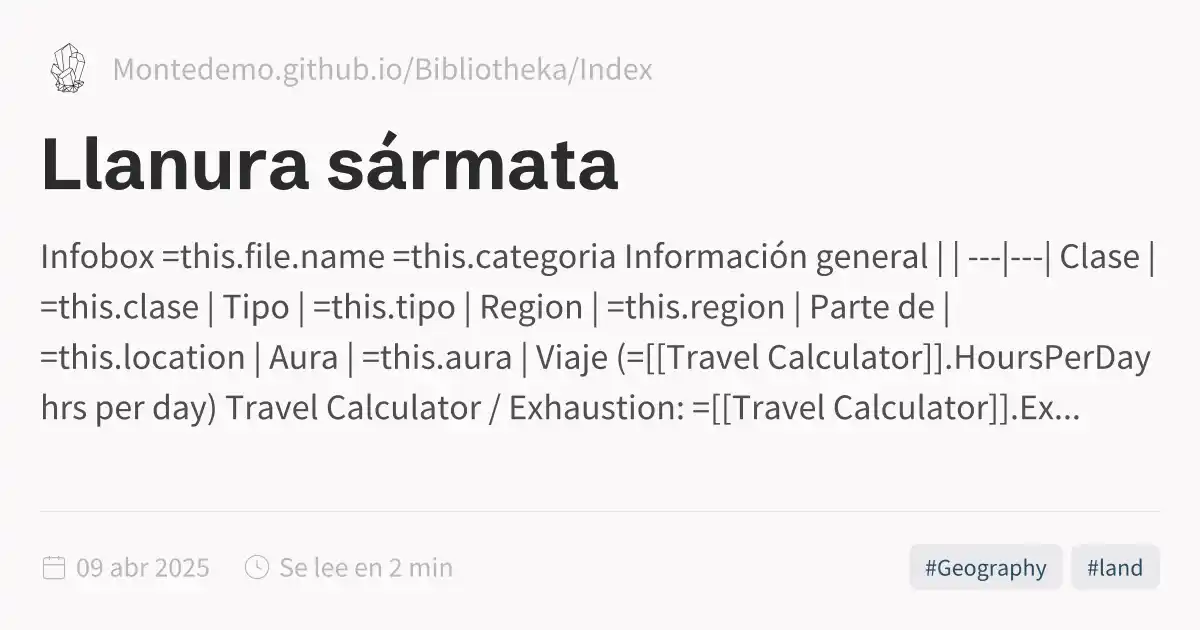 Montedemo.github.io/Bibliotheka/Index
Llanura sármata
Infobox =this.file.name =this.categoria Información general | | ---|---| Clase |
=this.clase | Tipo | =this.tipo | Region | =this.region | Parte de |
=this.location | Aura | =this.aura | Viaje (=[[Travel Calculator]].HoursPerDay
hrs per day) Travel Calculator / Exhaustion: =[[Travel Calculator]].Ex...
09 abr 2025 Se lee en 2 min #Geography #land